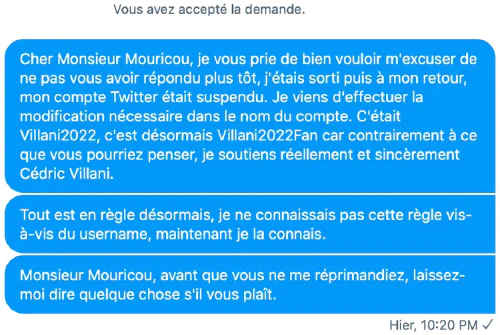 Vous avez accepté la demande.
Cher Monsieur Mouricou, je vous prie de bien vouloir m'excuser de
ne pas vous avoir répondu plus tôt, j'étais sorti puis à mon retour,
mon compte Twitter était suspendu. Je viens d'effectuer la
modification nécessaire dans le nom du compte. C'était
Villani2022, c'est désormais Villani2022Fan car contrairement à ce
que vous pourriez penser, je soutiens réellement et sincèrement
Cédric Villani.
Tout est en règle désormais, je ne connaissais pas cette règle vis-
à-vis du username, maintenant je la connais.
Monsieur Mouricou, avant que vous ne me réprimandiez, laissez-
moi dire quelque chose s'il vous plaît.
Hier, 10:20 PM ✓